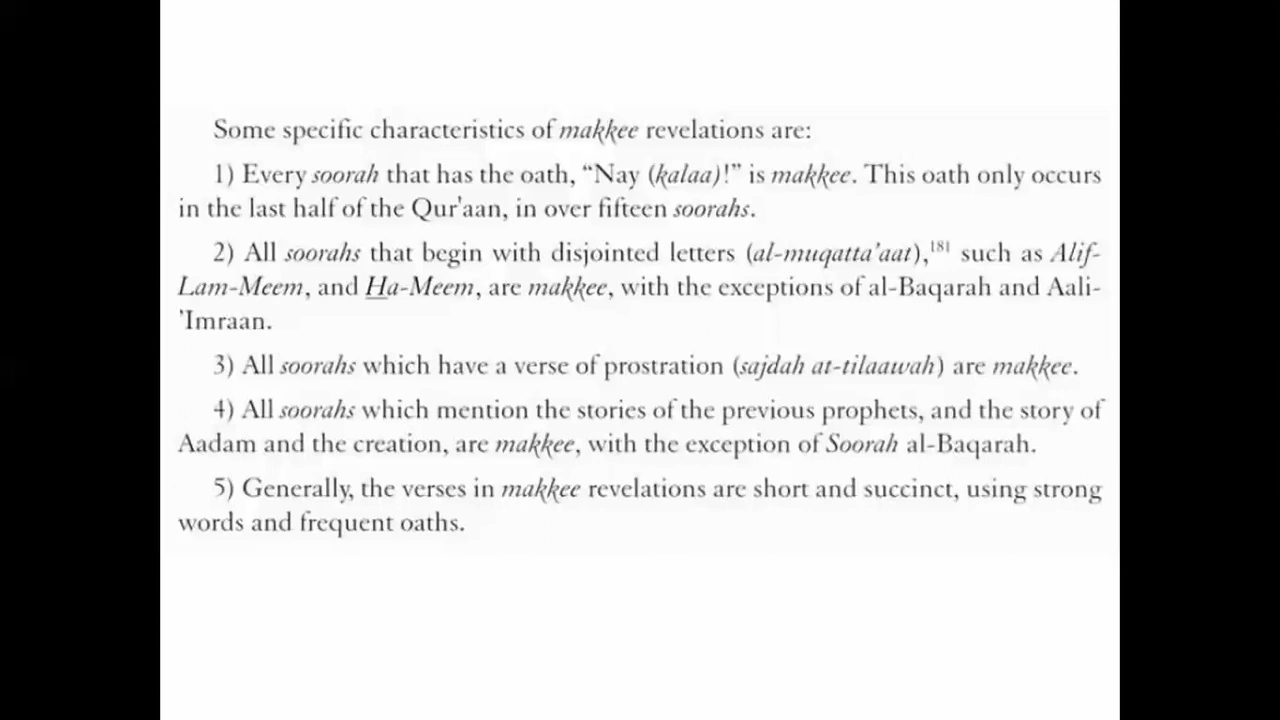 Some specific characteristics of makkee revelations are:
1) Every soorah that has the oath, “Nay (kalaa)!” is makkee. This oath only occurs
in the last half of the Qur'aan, in over fifteen soorahs.
2) All soorahs that begin with disjointed letters (al-muqatta’aat),181 such as Alif-
Lam-Meem, and Ha-Meem, are makkee, with the exceptions of al-Baqarah and Aali-
'Imraan.
3) All soorahs which have a verse of prostration (sajdah at-tilaawah) are makkee.
4) All soorahs which mention the stories of the previous prophets, and the story of
Aadam and the creation, are makkee, with the exception of Soorah al-Baqarah.
5) Generally, the verses in makkee revelations are short and succinct, using strong
words and frequent oaths.